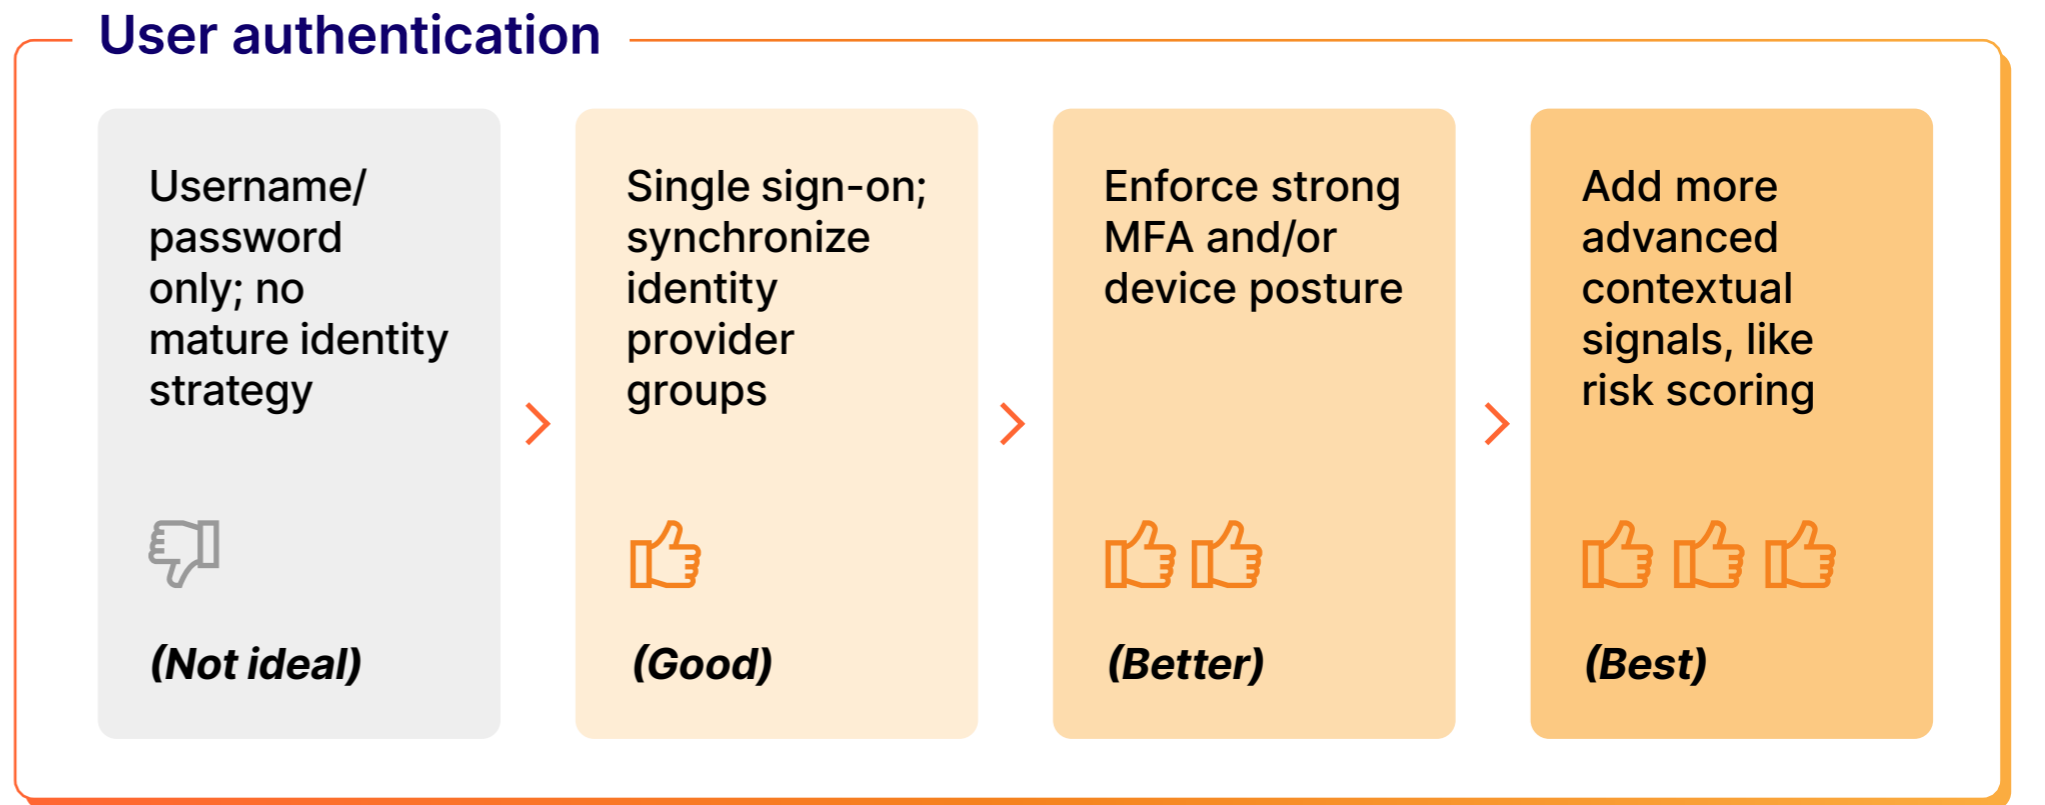 User authentication
Username/
password
only; no
mature identity
strategy
(Not ideal)
Single sign-on;
synchronize
identity
provider
groups
(Good)
Enforce strong
MFA and/or
device posture
(Better)
Add more
advanced
contextual
signals, like
risk scoring
(Best)